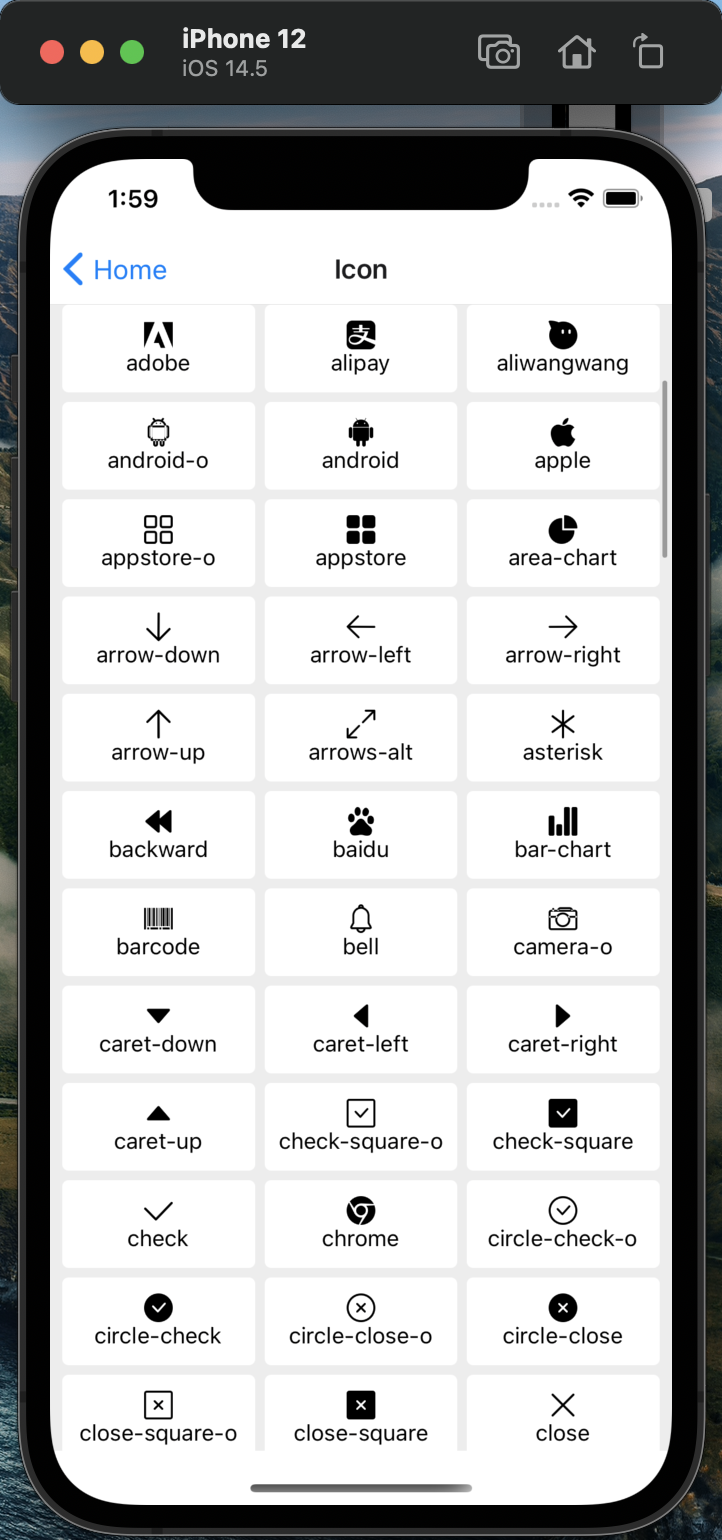 iPhone 12
iOS 14.5
1:59
Home Icon
adobe alipay aliwangwang
android-o android apple
appstore-o appstore area-chart
arrow-down arrow-left arrow-right
arrow-up arrows-alt asterisk
backward baidu bar-chart
barcode bell camera-o
caret-down caret-left caret-right
caret-up check-square-o check-square
check chrome circle-check-o
circle-check circle-close-o circle-close
close-square-o close-square close